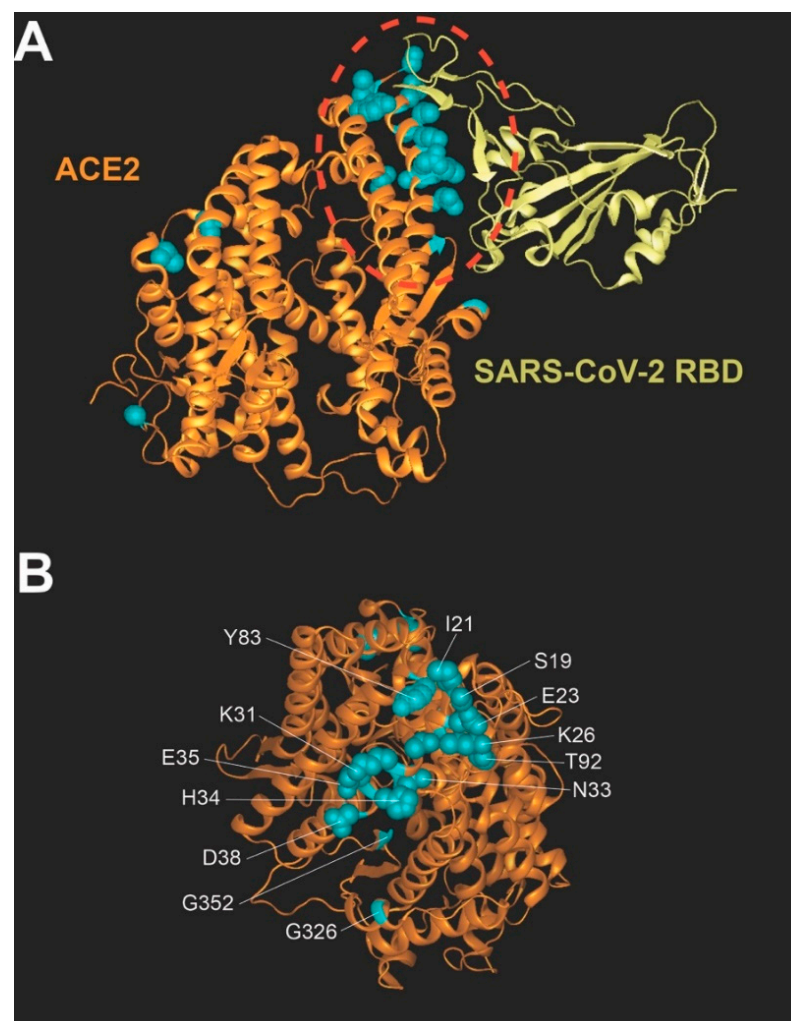 A
ACE2
SARS-CoV-2 RBD
B
I21
Y83
S19
E23
K31
K26
E35
T92
H34
N33
D38
G352
G326